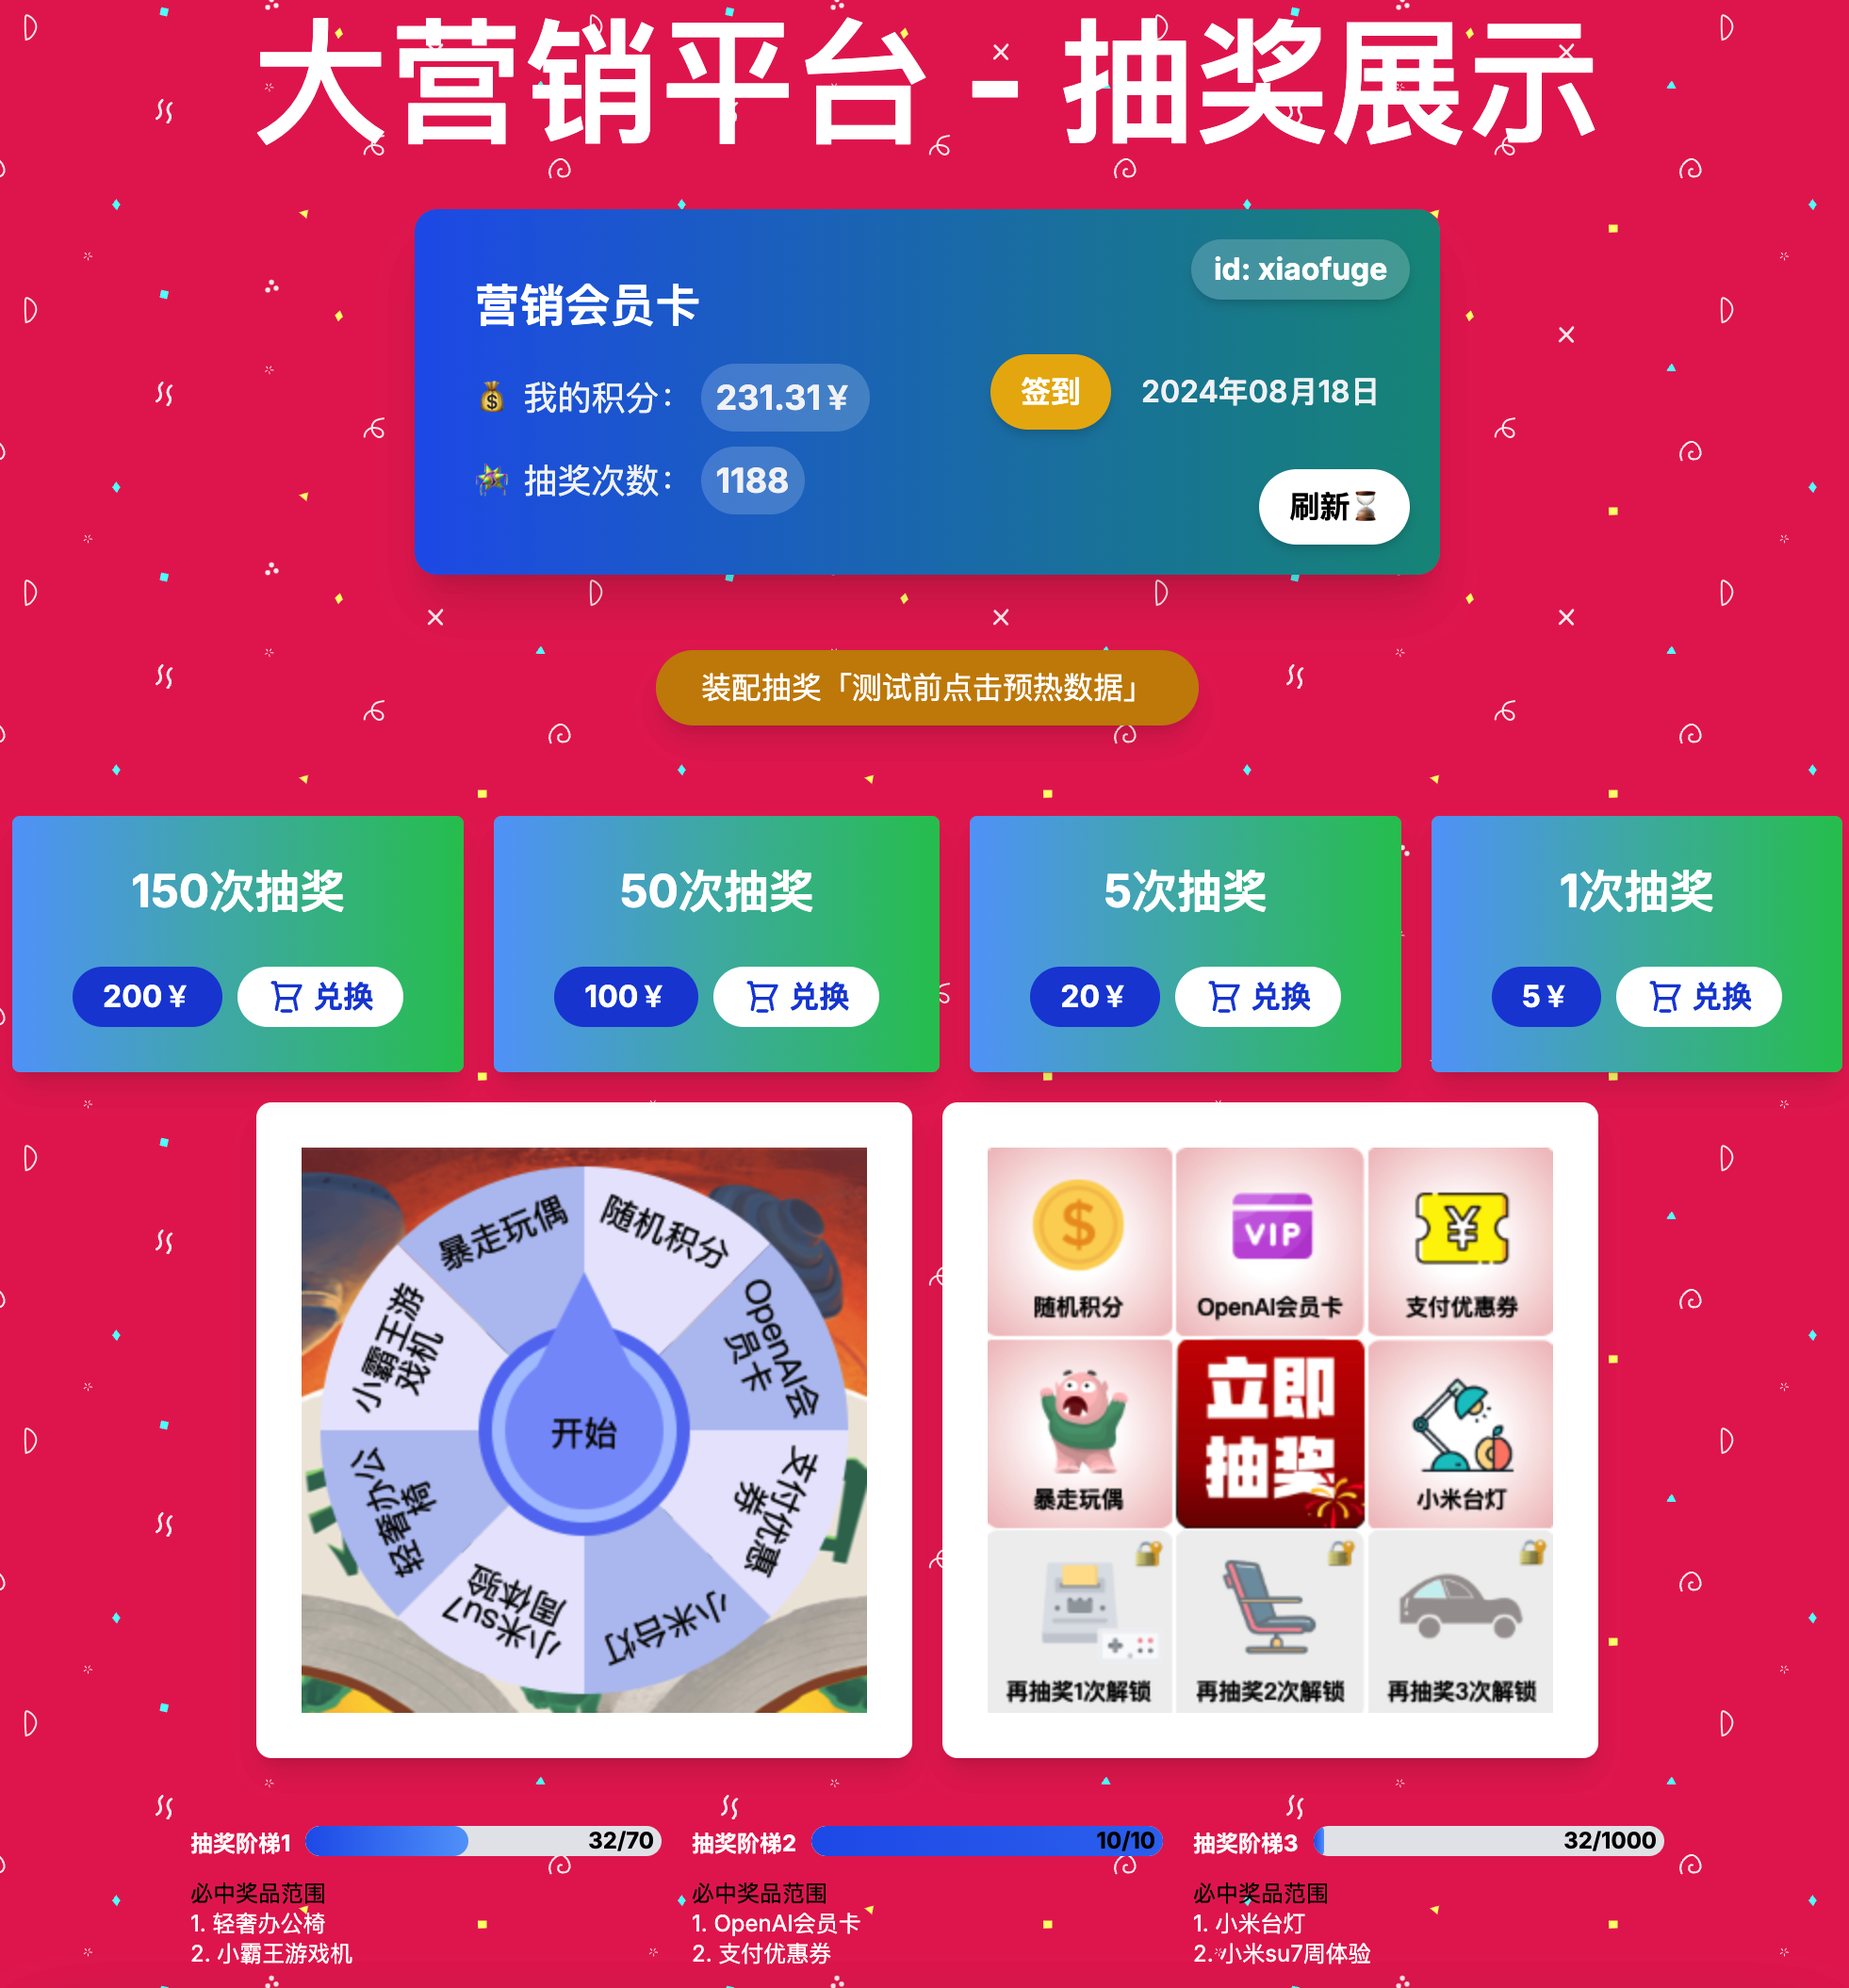 大营销平台 - 抽奖展示
id: xiaofuge
营销会员卡
💰 我的积分： 231.31￥
签到 2024年08月18日
抽奖次数： 1188
刷新⏳
装配抽奖「测试前点击预热数据」
150次抽奖
200￥ 兑换
50次抽奖
100￥ 兑换
5次抽奖
20￥ 兑换
1次抽奖
5￥ 兑换
暴走玩偶
随机积分
OpenAI会
员卡
支付优惠
券
小米台灯
小米su7
周体验
轻奢办公
椅
小霸王游
戏机
开始
$
随机积分
VIP
OpenAI会员卡
¥
支付优惠券
暴走玩偶
立即
抽奖
小米台灯
再抽奖1次解锁
再抽奖2次解锁
再抽奖3次解锁
抽奖阶梯1 32/70
必中奖品范围
1. 轻奢办公椅
2. 小霸王游戏机
抽奖阶梯2 10/10
必中奖品范围
1. OpenAI会员卡
2. 支付优惠券
抽奖阶梯3 32/1000
必中奖品范围
1. 小米台灯
2. 小米su7周体验